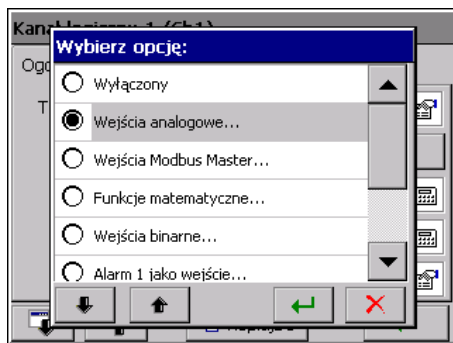 Wybierz opcję:
Wyłączony
Wejścia analogowe...
Wejścia Modbus Master...
Funkcje matematyczne...
Wejścia binarne...
Alarm 1 jako wejście...